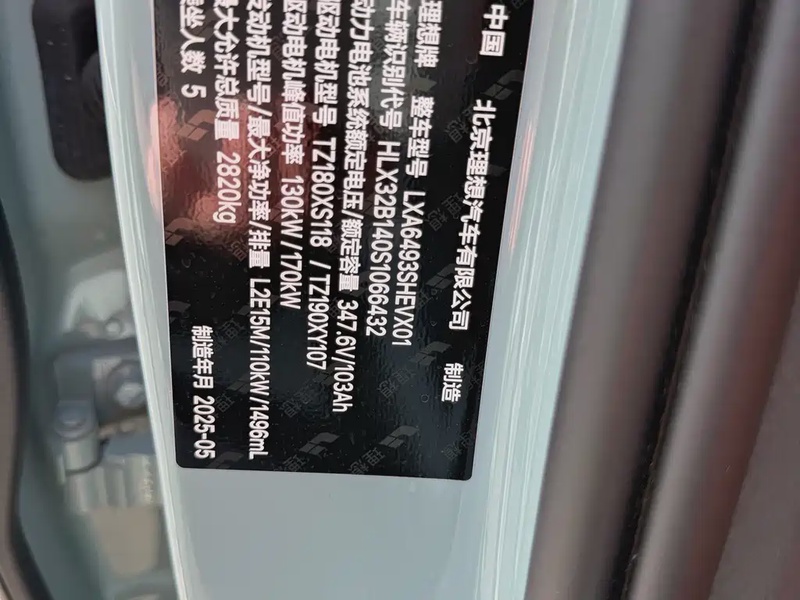 中国 北京理想汽车有限公司 制造
理想牌 整车型号 LXA6493SHEVX01
车辆识别代号 HLX32B140S1066432
动力电池系统额定电压/额定容量 347.6V/103Ah
驱动电机型号 TZ180XS118 / TZ190XY107
驱动电机峰值功率 130kW/170kW
发动机型号/最大净功率/排量 L2E15M/110kW/1496mL
最大允许总质量 2820kg
乘坐人数 5 制造年月 2025-05